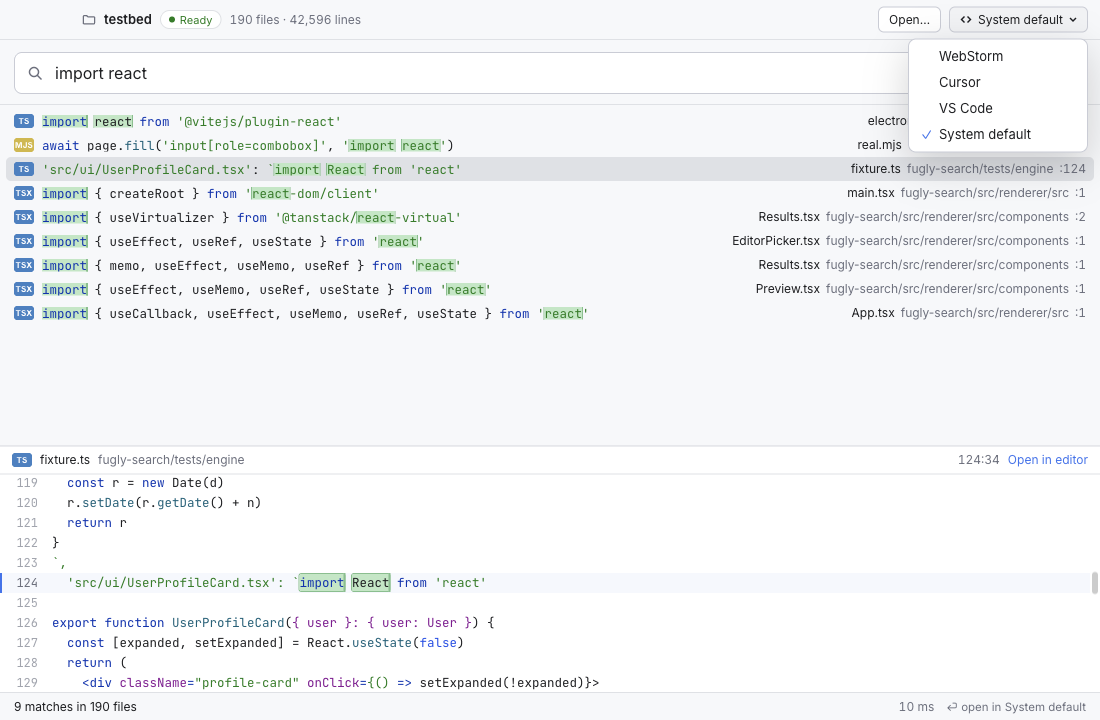 testbed Ready 190 files · 42,596 lines Open... System default
import react
WebStorm
Cursor
VS Code
✓ System default
TS import react from '@vitejs/plugin-react' electro
MJS await page.fill('input[role=combobox]', 'import react') real.mjs
TS 'src/ui/UserProfileCard.tsx': `import React from 'react' fixture.ts fugly-search/tests/engine :124
TSX import { createRoot } from 'react-dom/client' main.tsx fugly-search/src/renderer/src :1
TSX import { useVirtualizer } from '@tanstack/react-virtual' Results.tsx fugly-search/src/renderer/src/components :2
TSX import { useEffect, useRef, useState } from 'react' EditorPicker.tsx fugly-search/src/renderer/src/components :1
TSX import { memo, useEffect, useMemo, useRef } from 'react' Results.tsx fugly-search/src/renderer/src/components :1
TSX import { useEffect, useMemo, useRef, useState } from 'react' Preview.tsx fugly-search/src/renderer/src/components :1
TSX import { useCallback, useEffect, useMemo, useRef, useState } from 'react' App.tsx fugly-search/src/renderer/src :1
TS fixture.ts fugly-search/tests/engine 124:34 Open in editor
119 const r = new Date(d)
120 r.setDate(r.getDate() + n)
121 return r
122 }
123 `,
124 'src/ui/UserProfileCard.tsx': `import React from 'react'
125
126 export function UserProfileCard({ user }: { user: User }) {
127 const [expanded, setExpanded] = React.useState(false)
128 return (
129 <div className="profile-card" onClick={() => setExpanded(!expanded)}>
9 matches in 190 files 10 ms ⏎ open in System default